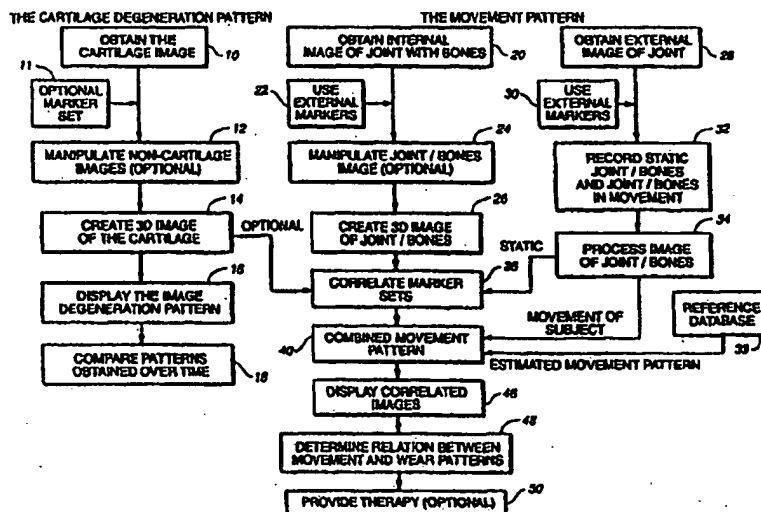 THE CARTILAGE DEGENERATION PATTERN
OBTAIN THE
CARTILAGE IMAGE
10
11
OPTIONAL
MARKER
SET
12
MANIPULATE NON-CARTILAGE
IMAGES (OPTIONAL)
14
CREATE 3D IMAGE
OF THE CARTILAGE
OPTIONAL
16
DISPLAY THE IMAGE
DEGENERATION PATTERN
COMPARE PATTERNS
OBTAINED OVER TIME
18
THE MOVEMENT PATTERN
OBTAIN INTERNAL
IMAGE OF JOINT WITH BONES
20
22
USE
EXTERNAL
MARKERS
24
MANIPULATE JOINT / BONES
IMAGE (OPTIONAL)
26
CREATE 3D IMAGE
OF JOINT / BONES
OBTAIN EXTERNAL
IMAGE OF JOINT
28
30
USE
EXTERNAL
MARKERS
32
RECORD STATIC
JOINT / BONES
AND JOINT / BONES
IN MOVEMENT
34
PROCESS IMAGE
OF JOINT / BONES
STATIC
CORRELATE MARKER
SETS
MOVEMENT OF
SUBJECT
REFERENCE
DATABASE
40
COMBINED MOVEMENT
PATTERN
ESTIMATED MOVEMENT PATTERN
46
DISPLAY CORRELATED
IMAGES
48
DETERMINE RELATION BETWEEN
MOVEMENT AND WEAR PATTERNS
PROVIDE THERAPY (OPTIONAL)
50